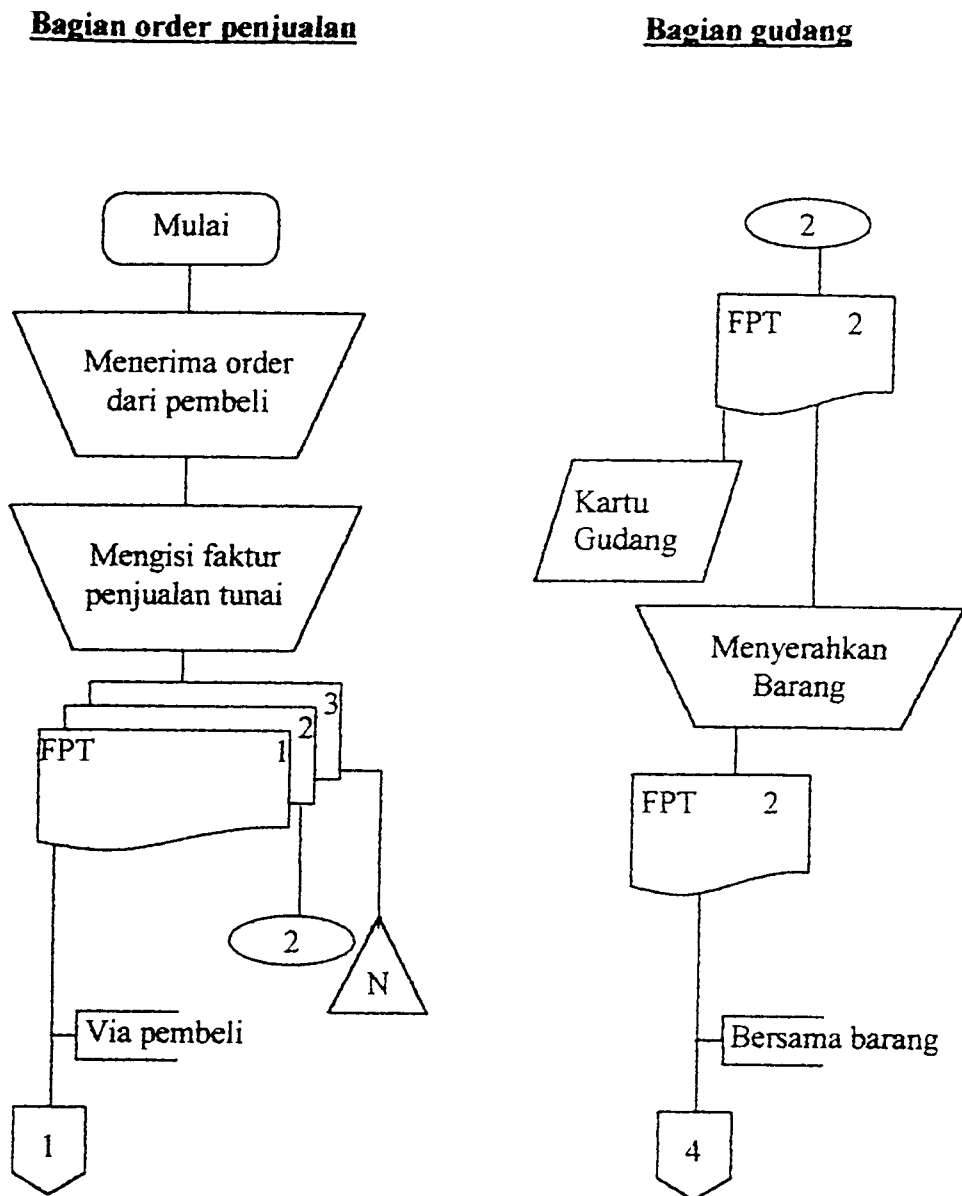 Bagian order penjualan
Mulai
Menerima order
dari pembeli
Mengisi faktur
penjualan tunai
3
2
FPT 1
2
N
Via pembeli
1
Bagian gudang
2
FPT 2
Kartu
Gudang
Menyerahkan
Barang
FPT 2
Bersama barang
4